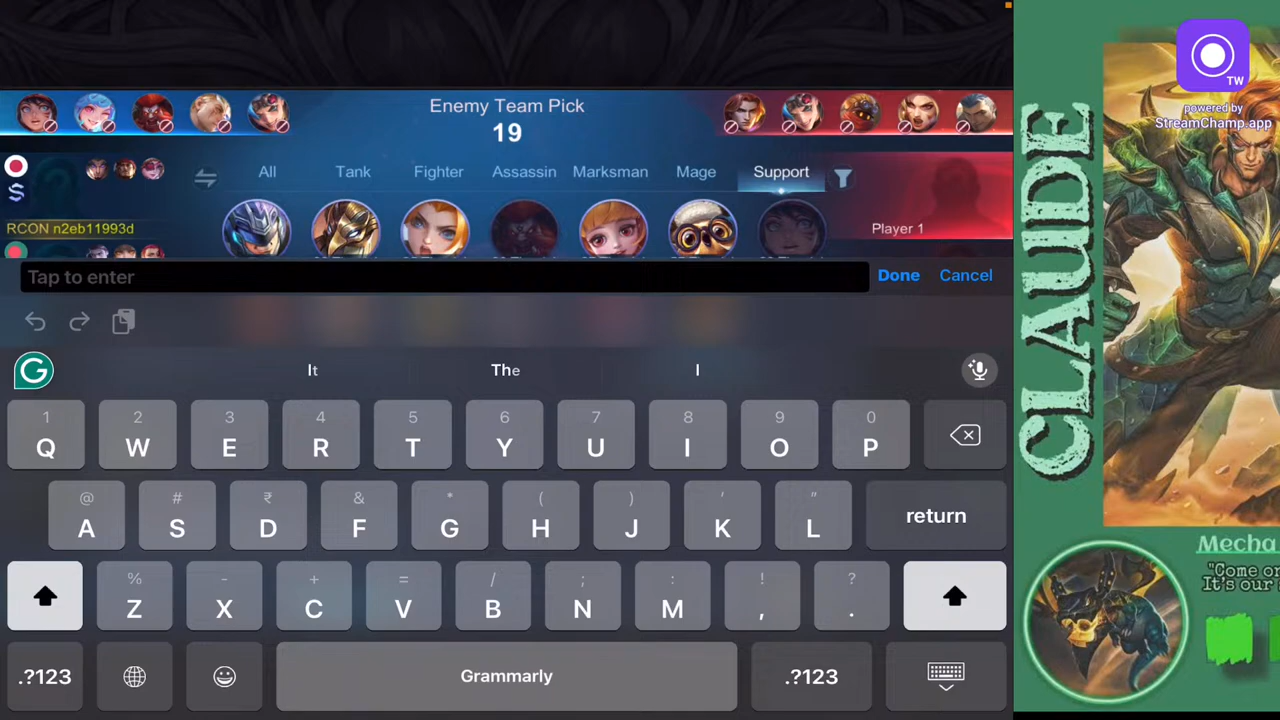 TW
powered by
StreamChamp.app
Enemy Team Pick
19
All Tank Fighter Assassin Marksman Mage Support
RCON n2eb11993d
Player 1
Tap to enter Done Cancel
It The I
1 2 3 4 5 6 7 8 9 0
Q W E R T Y U I O P
@ # ₹ & * ( ) ' "
A S D F G H J K L return
% - + = / ; : ! ?
Z X C V B N M , .
.?123 Grammarly .?123
CLAUDE
Mecha
"Come on
It's our